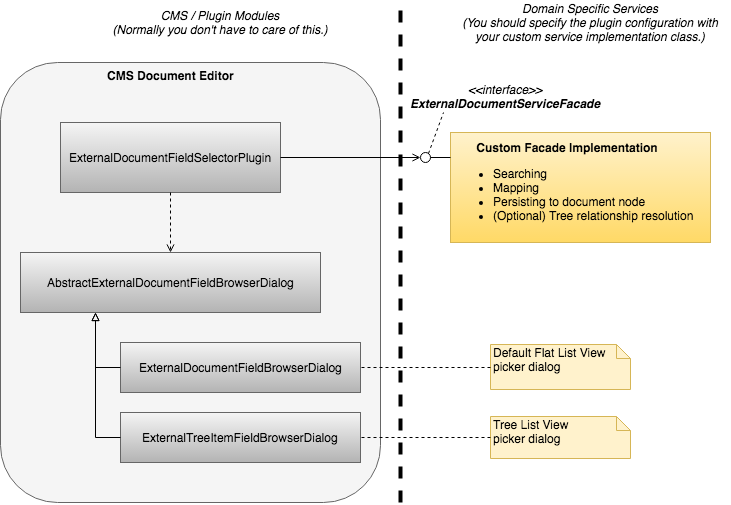 CMS / Plugin Modules
(Normally you don't have to care of this.)
Domain Specific Services
(You should specify the plugin configuration with
your custom service implementation class.)
CMS Document Editor
<<interface>>
ExternalDocumentServiceFacade
ExternalDocumentFieldSelectorPlugin
Custom Facade Implementation
• Searching
• Mapping
• Persisting to document node
• (Optional) Tree relationship resolution
AbstractExternalDocumentFieldBrowserDialog
ExternalDocumentFieldBrowserDialog
Default Flat List View
picker dialog
ExternalTreeItemFieldBrowserDialog
Tree List View
picker dialog